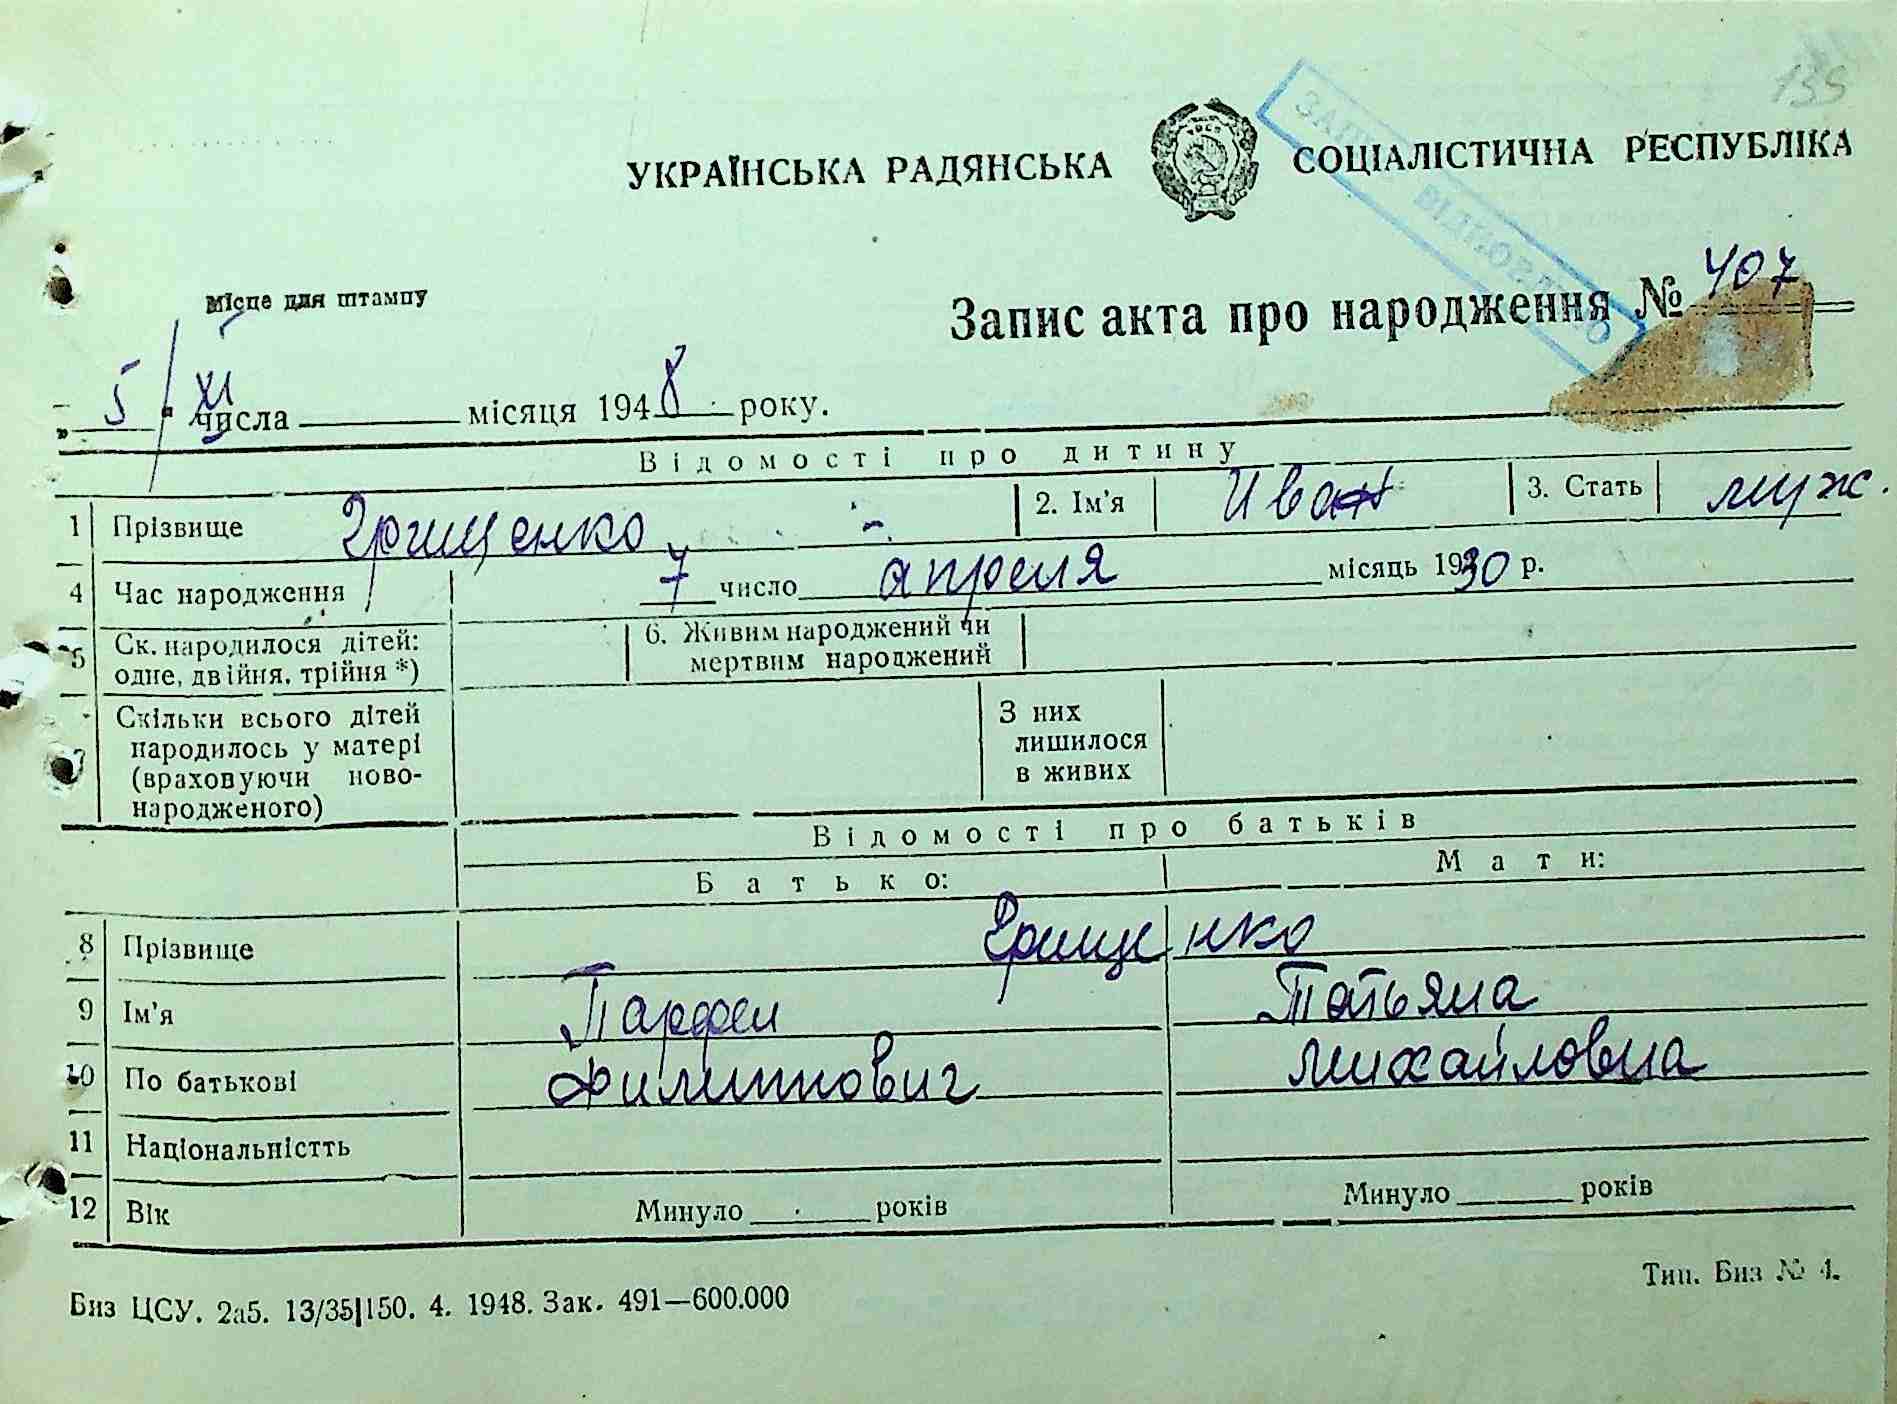 135
УКРАЇНСЬКА РАДЯНСЬКА СОЦІАЛІСТИЧНА РЕСПУБЛІКА
ЗАПИС ВІДНОВЛЕНО
Місце для штампу
Запис акта про народження № 407
„ 5 / XI числа місяця 1948 року.
Відомості про дитину
1 Прізвище Грищенко 2. Ім'я Иван 3. Стать муж.
4 Час народження 7 число апреля місяць 1930 р.
5 Ск. народилося дітей: одне, двійня, трійня *) 6. Живим народжений чи мертвим народжений
7 Скільки всього дітей народилось у матері (враховуючи новонародженого) З них лишилося в живих
Відомості про батьків
Батько: Мати:
8 Прізвище Грищенко
9 Ім'я Парфен Татьяна
10 По батькові Филиппович Михайловна
11 Національністть
12 Вік Минуло років Минуло років
Биз ЦСУ. 2а5. 13/35|150. 4. 1948. Зак. 491—600.000 Тип. Биз № 4.